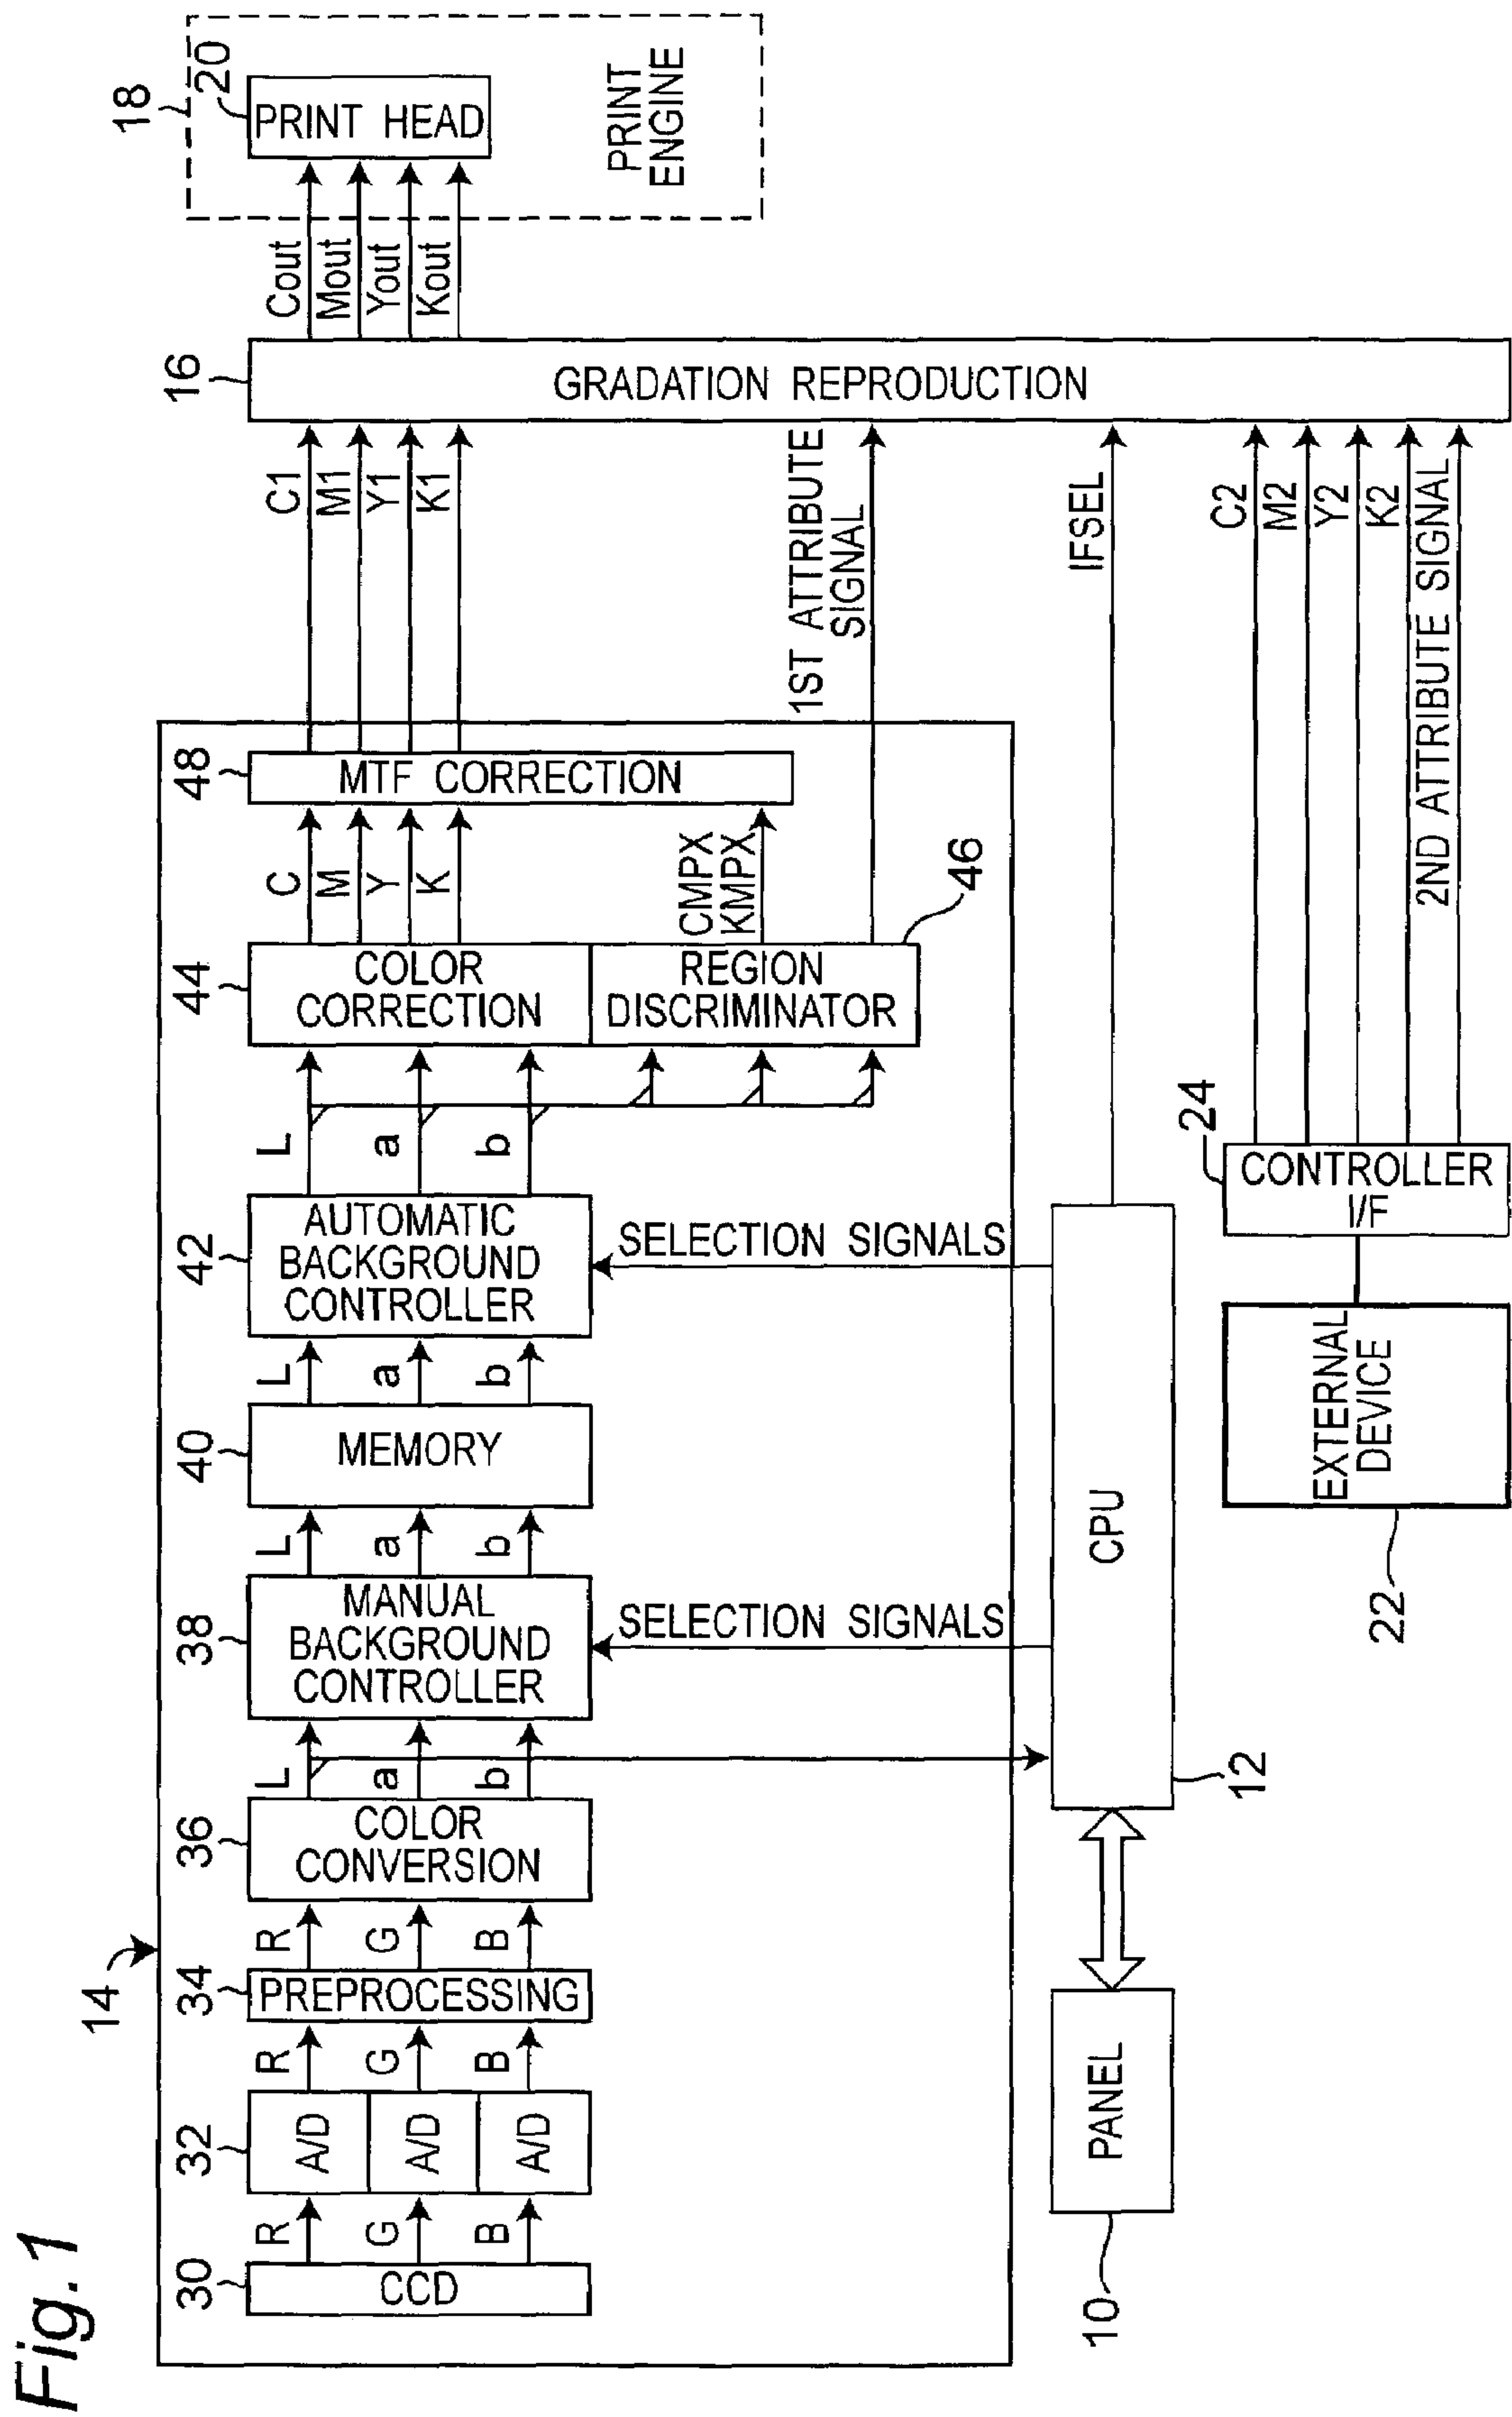 Fig.1
14
30
CCD
R
G
B
32
A/D
A/D
A/D
R
G
B
34
PREPROCESSING
R
G
B
36
COLOR
CONVERSION
L
a
b
38
MANUAL
BACKGROUND
CONTROLLER
SELECTION SIGNALS
L
a
b
40
MEMORY
L
a
b
42
AUTOMATIC
BACKGROUND
CONTROLLER
SELECTION SIGNALS
L
a
b
44
COLOR
CORRECTION
REGION
DISCRIMINATOR
46
C
M
Y
K
CMPX
KMPX
48
MTF CORRECTION
C1
M1
Y1
K1
1ST ATTRIBUTE
SIGNAL
16
GRADATION REPRODUCTION
Cout
Mout
Yout
Kout
18
20
PRINT HEAD
PRINT
ENGINE
10
PANEL
12
CPU
IFSEL
22
EXTERNAL
DEVICE
24
CONTROLLER
I/F
C2
M2
Y2
K2
2ND ATTRIBUTE SIGNAL